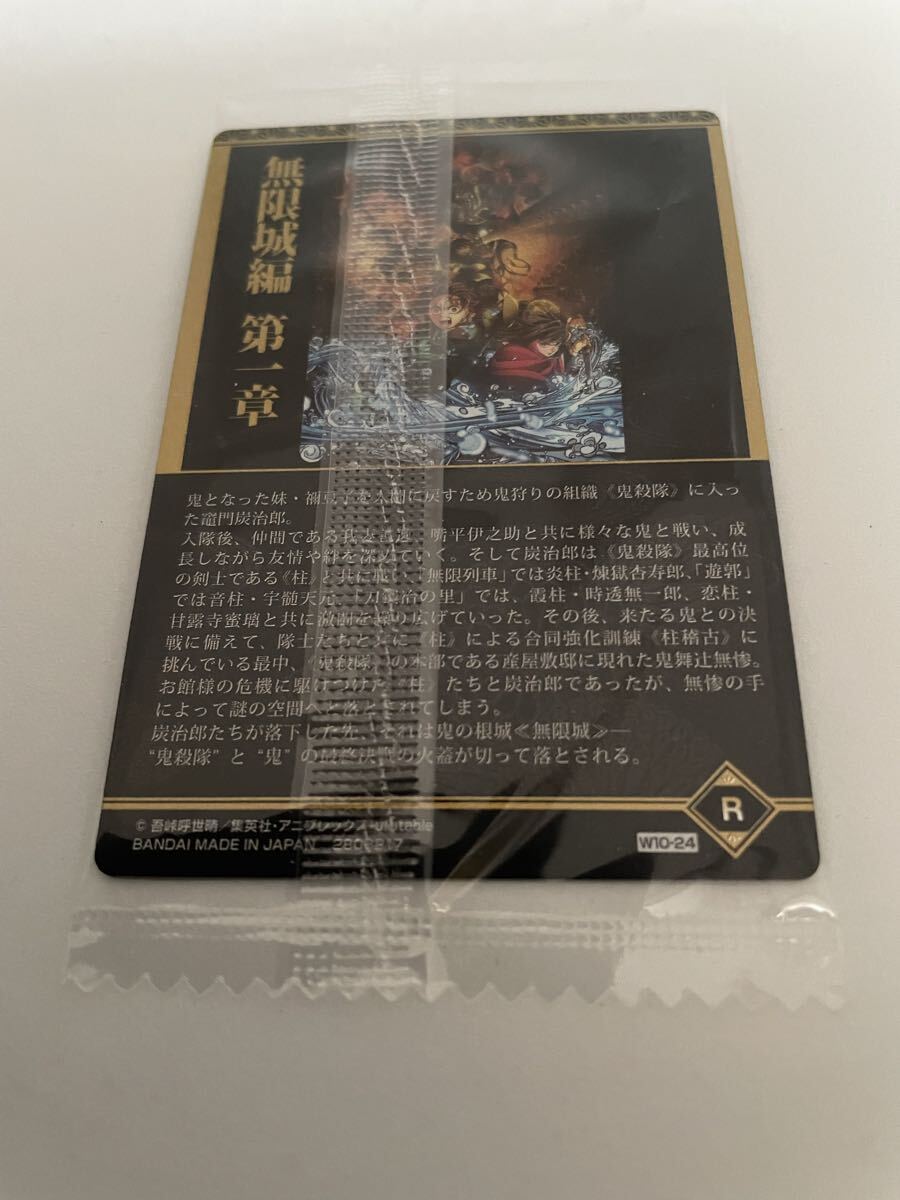 無限城編 第一章
鬼となった妹・禰豆子を人間に戻すため鬼狩りの組織《鬼殺隊》に入っ
た竈門炭治郎。
入隊後、仲間である我妻善逸、嘴平伊之助と共に様々な鬼と戦い、成
長しながら友情や絆を深めていく。そして炭治郎は《鬼殺隊》最高位
の剣士である《柱》と共に戦い、「無限列車」では炎柱・煉獄杏寿郎、「遊郭」
では音柱・宇髄天元、「刀鍛冶の里」では、霞柱・時透無一郎、恋柱・
甘露寺蜜璃と共に激闘を繰り広げていった。その後、来たる鬼との決
戦に備えて、隊士たちと共に《柱》による合同強化訓練《柱稽古》に
挑んでいる最中、《鬼殺隊》の本部である産屋敷邸に現れた鬼舞辻無惨。
お館様の危機に駆けつけた《柱》たちと炭治郎であったが、無惨の手
によって謎の空間へと落とされてしまう。
炭治郎たちが落下した先、それは鬼の根城≪無限城≫―
“鬼殺隊”と“鬼”の最終決戦の火蓋が切って落とされる。
R
© 吾峠呼世晴／集英社・アニプレックス・ufotable
W10-24
BANDAI MADE IN JAPAN